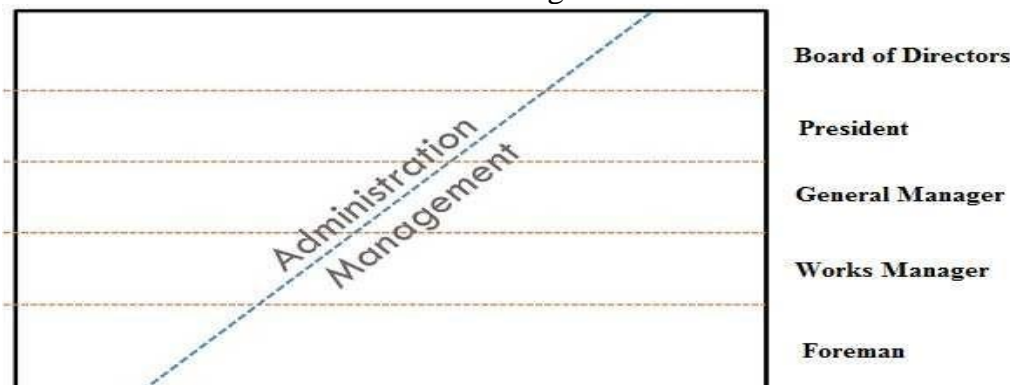 Board of Directors
President
Administration
Management
General Manager
Works Manager
Foreman